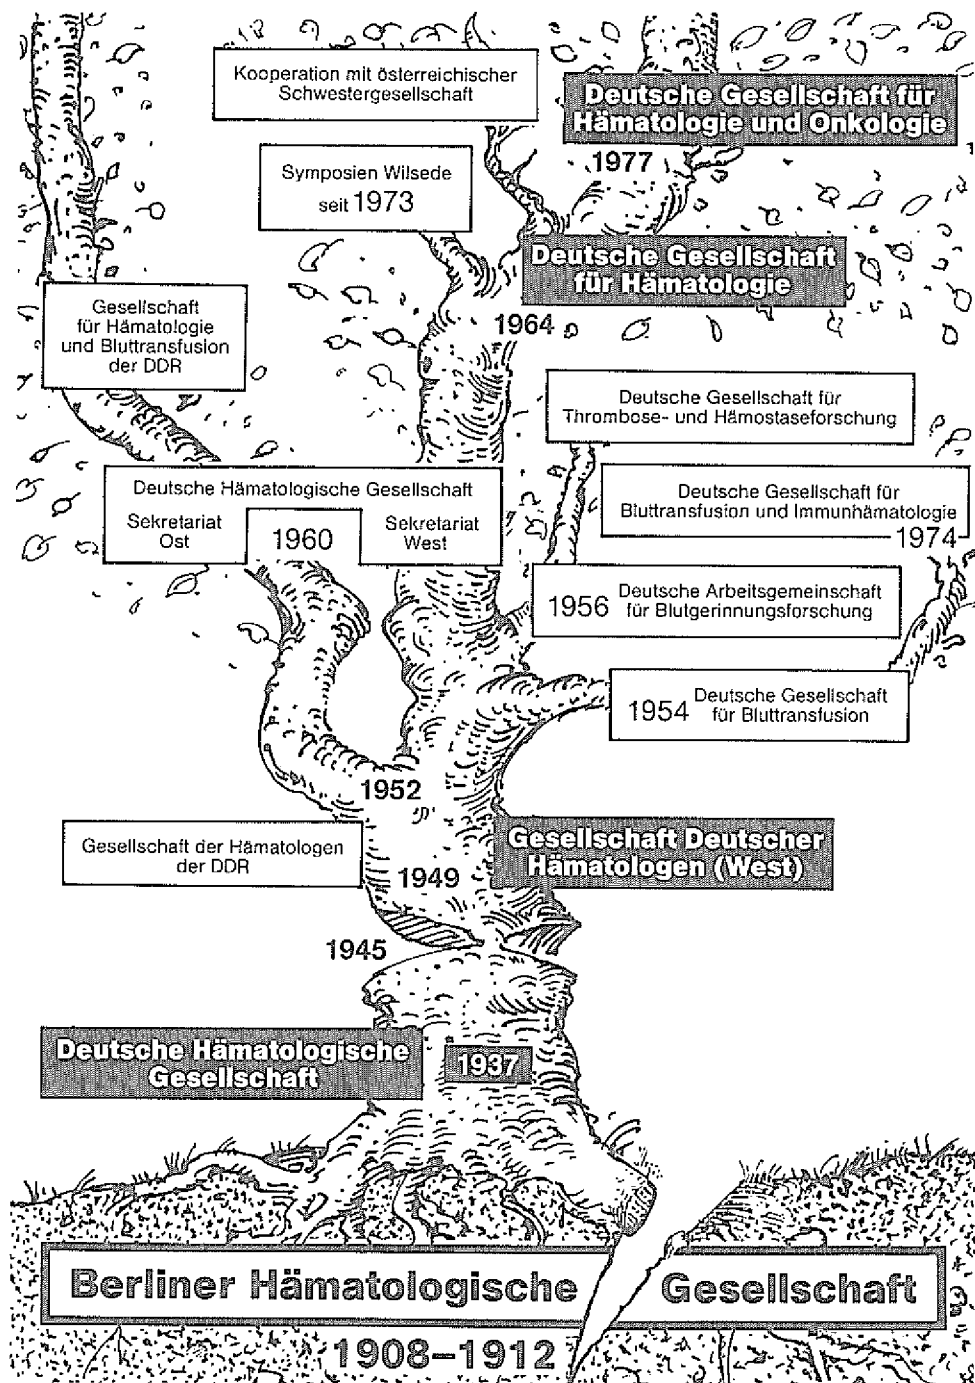 Kooperation mit österreichischer
Schwestergesellschaft
Deutsche Gesellschaft für
Hämatologie und Onkologie
1977
Symposien Wilsede
seit 1973
Deutsche Gesellschaft
für Hämatologie
1964
Gesellschaft
für Hämatologie
und Bluttransfusion
der DDR
Deutsche Gesellschaft für
Thrombose- und Hämostaseforschung
Deutsche Hämatologische Gesellschaft
Sekretariat
Ost
1960
Sekretariat
West
Deutsche Gesellschaft für
Bluttransfusion und Immunhämatologie
1974
1956 Deutsche Arbeitsgemeinschaft
für Blutgerinnungsforschung
1954 Deutsche Gesellschaft
für Bluttransfusion
1952
Gesellschaft Deutscher
Hämatologen (West)
Gesellschaft der Hämatologen
der DDR
1949
1945
Deutsche Hämatologische
Gesellschaft
1937
Berliner Hämatologische Gesellschaft
1908–1912